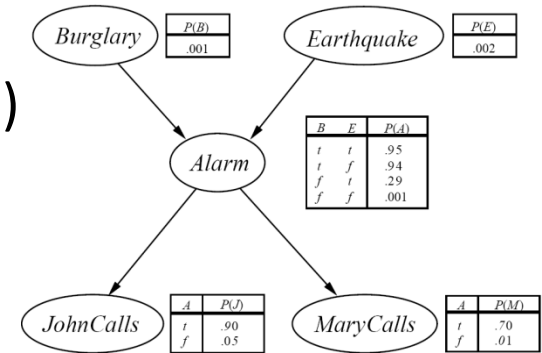 Burglary
P(B)
.001
Earthquake
P(E)
.002
)
Alarm
B E P(A)
t t .95
t f .94
f t .29
f f .001
JohnCalls
A P(J)
t .90
f .05
MaryCalls
A P(M)
t .70
f .01